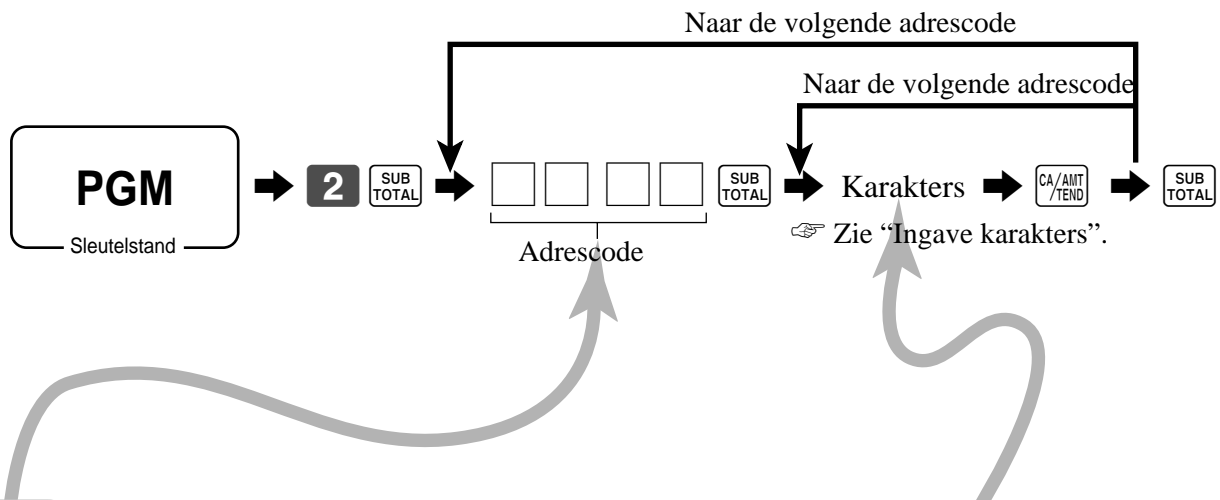 Naar de volgende adrescode
Naar de volgende adrescode
PGM
Sleutelstand
2
SUB
TOTAL
SUB
TOTAL
Karakters
CA/AMT
/TEND
SUB
TOTAL
Adrescode
☞ Zie “Ingave karakters”.